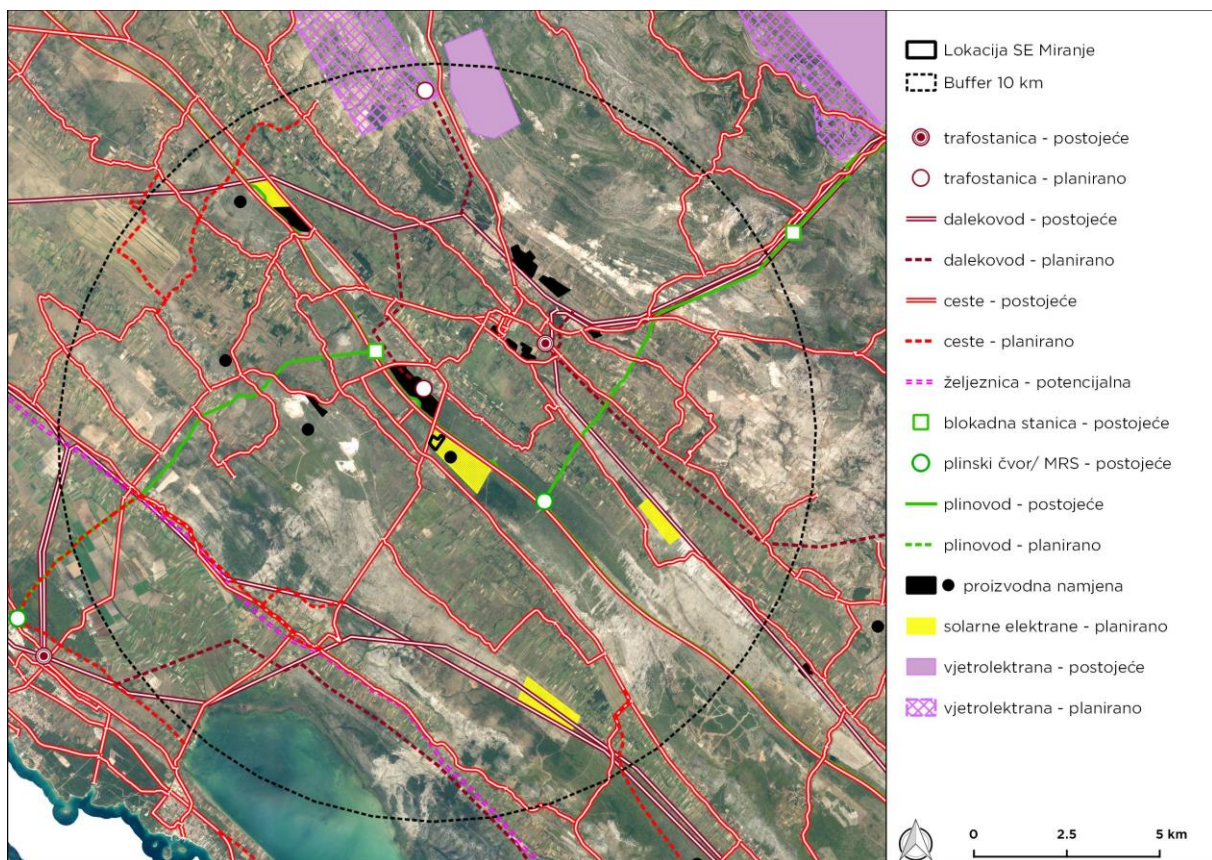 Lokacija SE Miranje
Buffer 10 km
trafostanica - postojeće
trafostanica - planirano
dalekovod - postojeće
dalekovod - planirano
ceste - postojeće
ceste - planirano
željeznica - potencijalna
blokadna stanica - postojeće
plinski čvor/ MRS - postojeće
plinovod - postojeće
plinovod - planirano
proizvodna namjena
solarne elektrane - planirano
vjetrolektrana - postojeće
vjetrolektrana - planirano
0 2.5 5 km